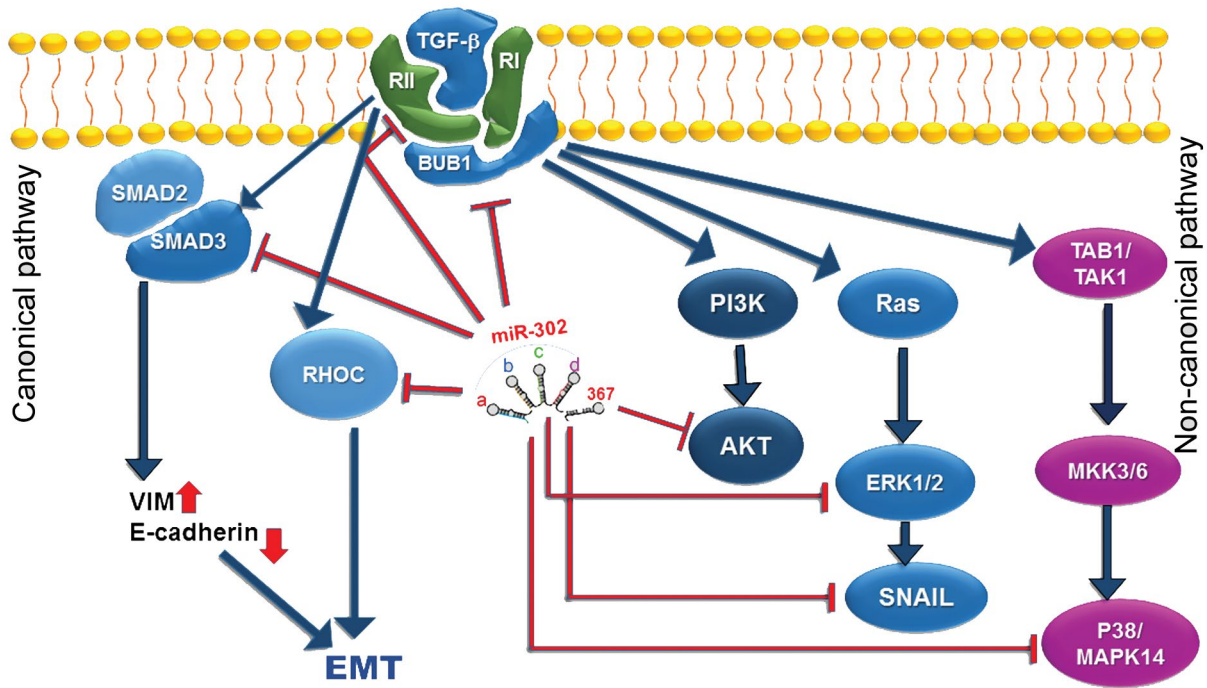 TGF-β
RII
RI
BUB1
Canonical pathway
SMAD2
SMAD3
Non-canonical pathway
TAB1/
TAK1
PI3K
Ras
miR-302
RHOC
a
b
c
d
367
AKT
ERK1/2
MKK3/6
VIM
E-cadherin
SNAIL
P38/
MAPK14
EMT